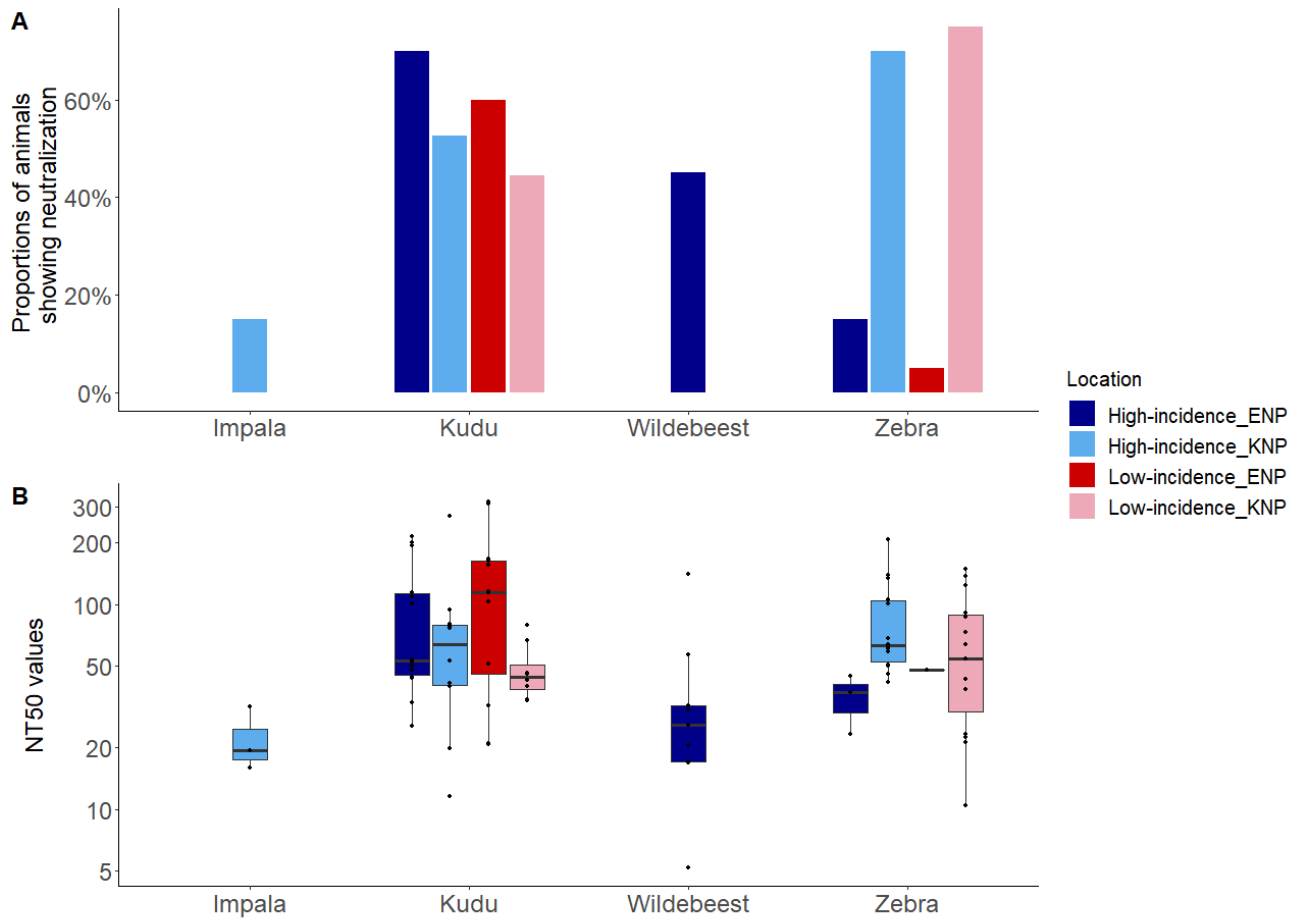 A
Proportions of animals
showing neutralization
60%
40%
20%
0%
Impala
Kudu
Wildebeest
Zebra
Location
High-incidence_ENP
High-incidence_KNP
Low-incidence_ENP
Low-incidence_KNP
B
NT50 values
300
200
100
50
20
10
5
Impala
Kudu
Wildebeest
Zebra